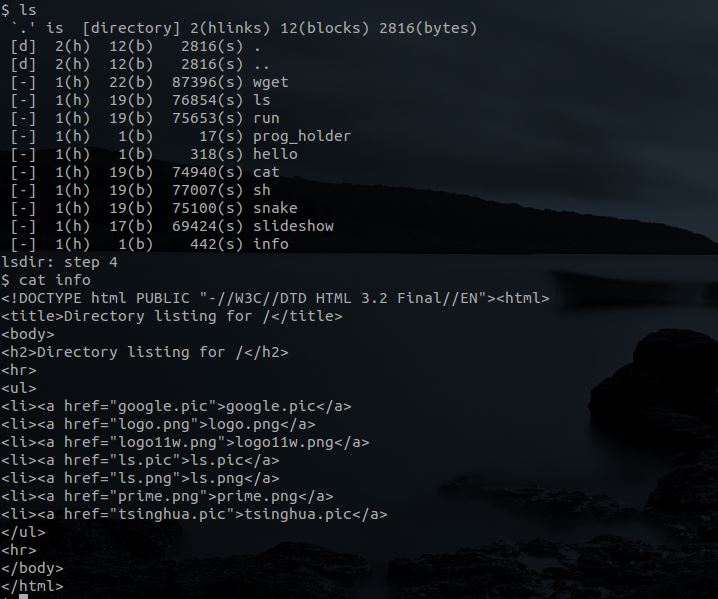 $ ls
`.' is  [directory] 2(hlinks) 12(blocks) 2816(bytes)
[d]  2(h)  12(b)   2816(s) .
[d]  2(h)  12(b)   2816(s) ..
[-]  1(h)  22(b)  87396(s) wget
[-]  1(h)  19(b)  76854(s) ls
[-]  1(h)  19(b)  75653(s) run
[-]  1(h)   1(b)     17(s) prog_holder
[-]  1(h)   1(b)    318(s) hello
[-]  1(h)  19(b)  74940(s) cat
[-]  1(h)  19(b)  77007(s) sh
[-]  1(h)  19(b)  75100(s) snake
[-]  1(h)  17(b)  69424(s) slideshow
[-]  1(h)   1(b)    442(s) info
lsdir: step 4
$ cat info
<!DOCTYPE html PUBLIC "-//W3C//DTD HTML 3.2 Final//EN"><html>
<title>Directory listing for /</title>
<body>
<h2>Directory listing for /</h2>
<hr>
<ul>
<li><a href="google.pic">google.pic</a>
<li><a href="logo.png">logo.png</a>
<li><a href="logo11w.png">logo11w.png</a>
<li><a href="ls.pic">ls.pic</a>
<li><a href="ls.png">ls.png</a>
<li><a href="prime.png">prime.png</a>
<li><a href="tsinghua.pic">tsinghua.pic</a>
</ul>
<hr>
</body>
</html>